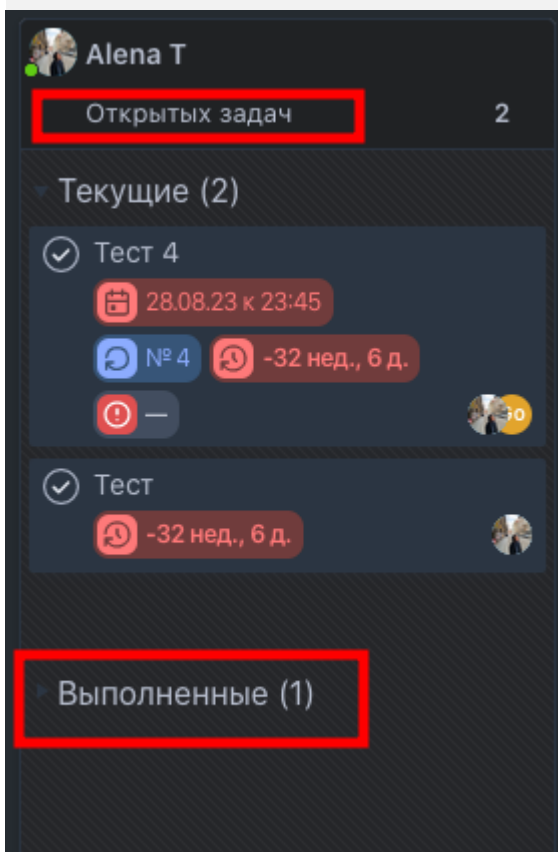 Alena T
Открытых задач 2
Текущие (2)
Тест 4
28.08.23 к 23:45
№ 4 -32 нед., 6 д.
—
Тест
-32 нед., 6 д.
Выполненные (1)